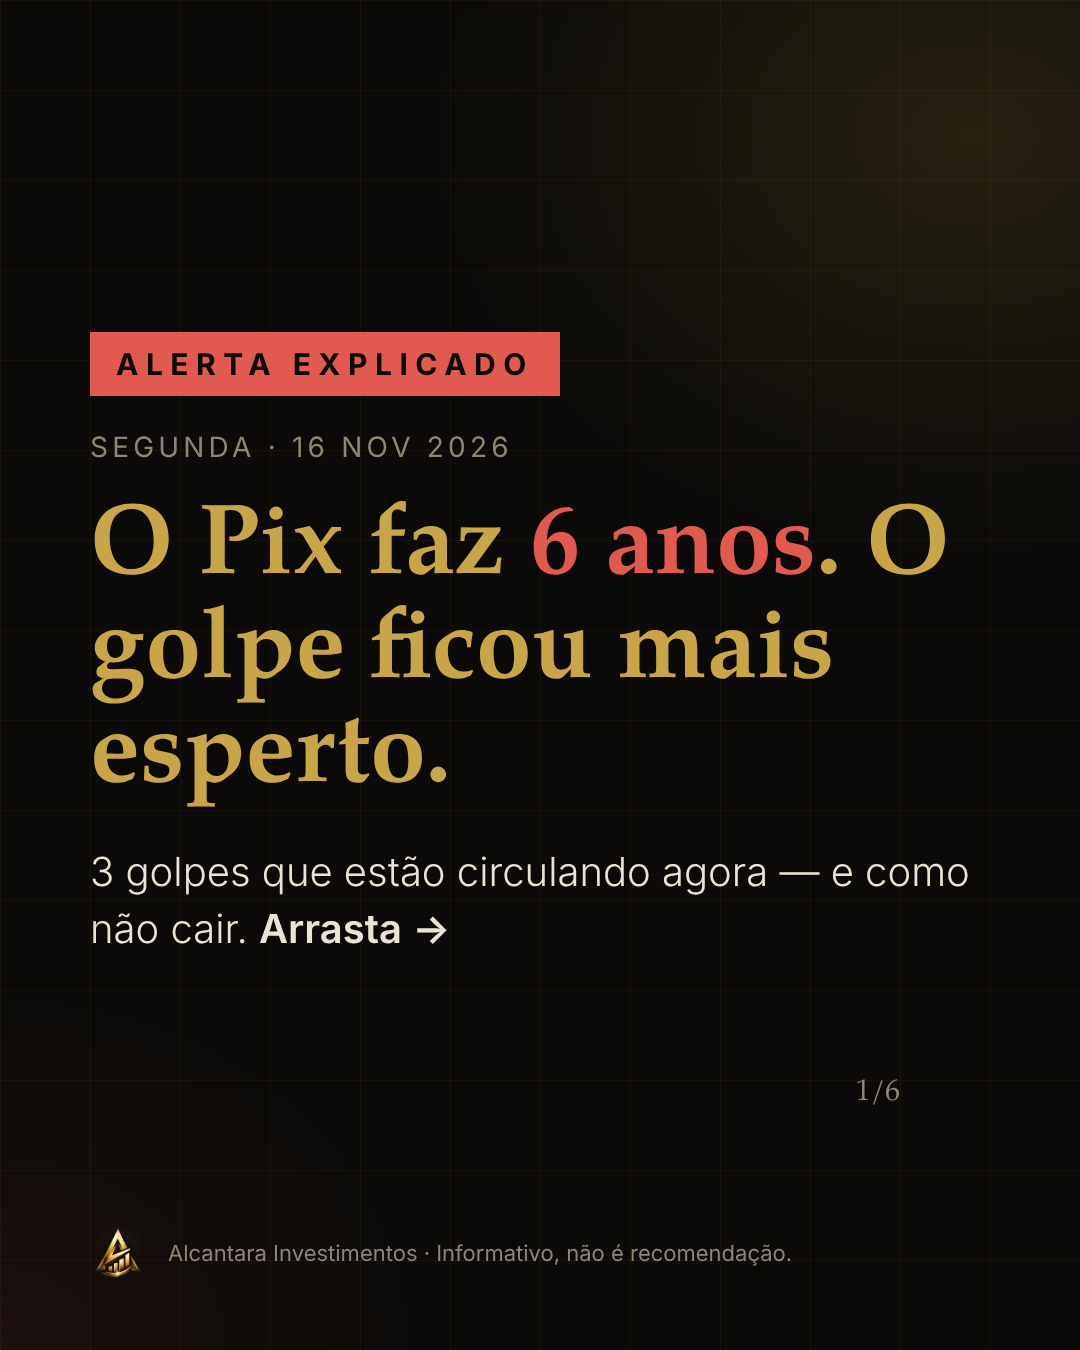 ALERTA EXPLICADO
SEGUNDA · 16 NOV 2026
O Pix faz 6 anos. O
golpe ficou mais
esperto.
3 golpes que estão circulando agora — e como
não cair. Arrasta →
1/6
Alcantara Investimentos · Informativo, não é recomendação.